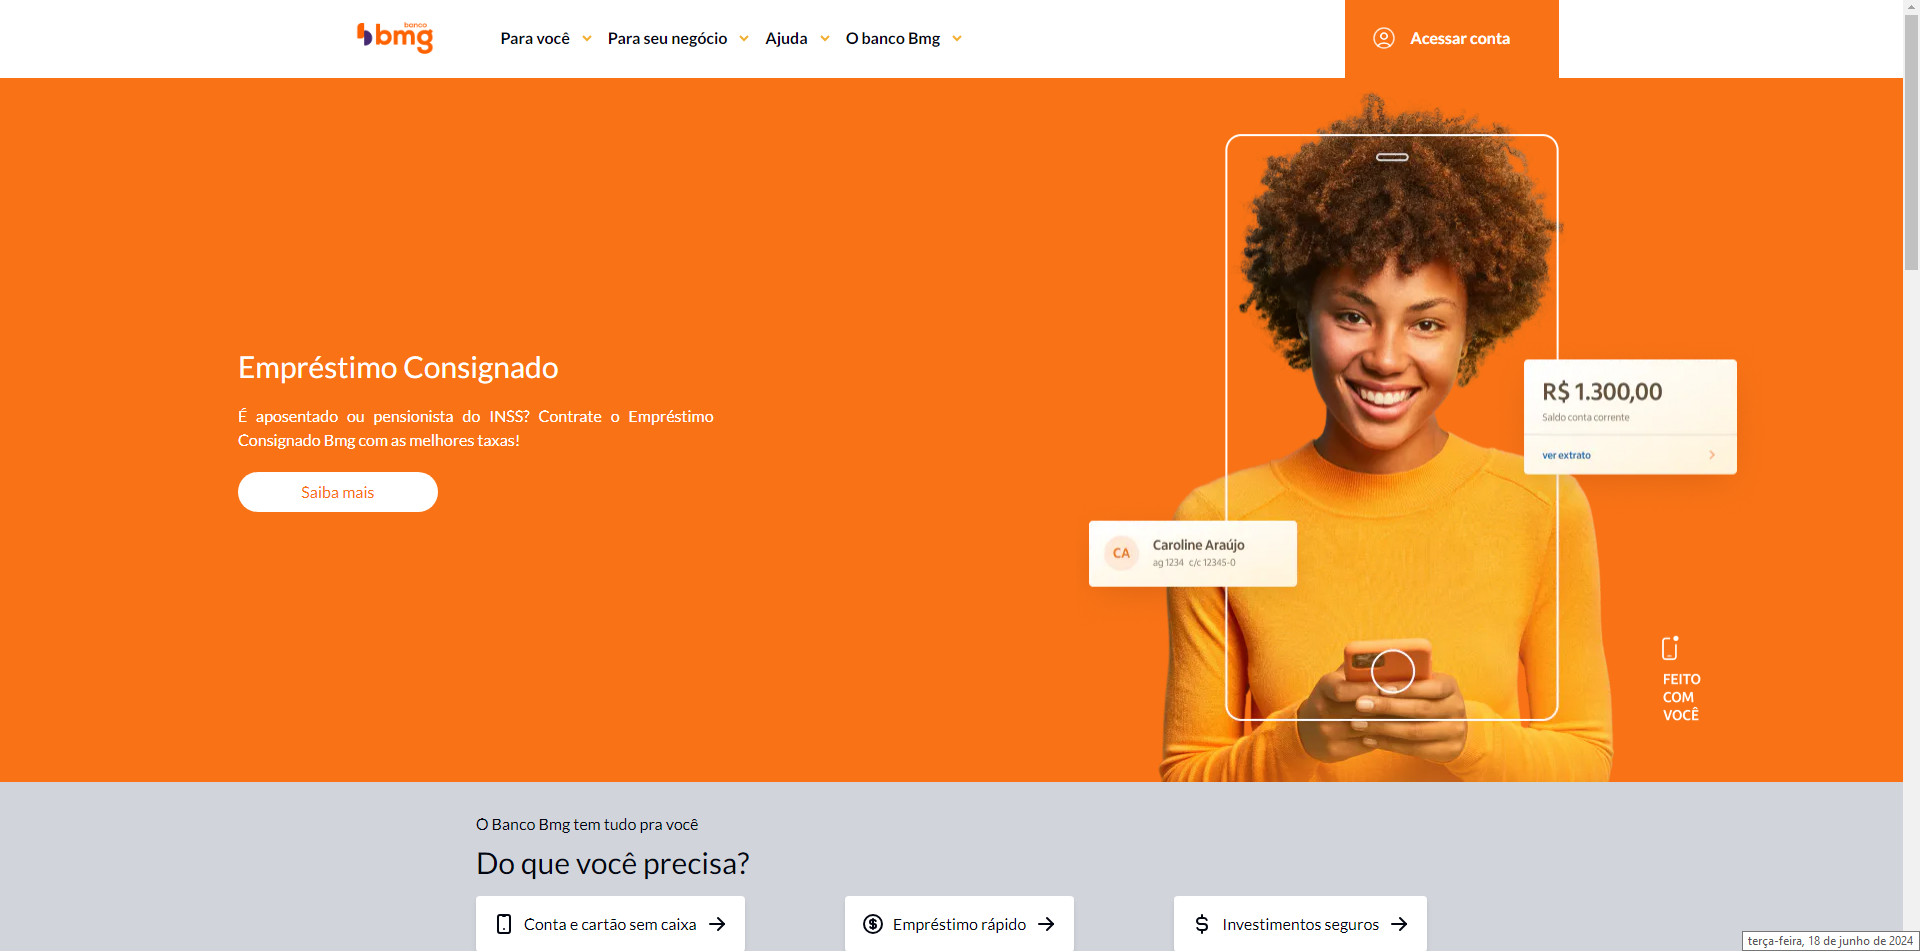 banco
bmg
Para você
Para seu negócio
Ajuda
O banco Bmg
Acessar conta
Empréstimo Consignado
É aposentado ou pensionista do INSS? Contrate o Empréstimo
Consignado Bmg com as melhores taxas!
Saiba mais
R$ 1.300,00
Saldo conta corrente
ver extrato
CA
Caroline Araújo
ag 1234 c/c 12345-0
FEITO
COM
VOCÊ
O Banco Bmg tem tudo pra você
Do que você precisa?
Conta e cartão sem caixa
Empréstimo rápido
Investimentos seguros
terça-feira, 18 de junho de 2024